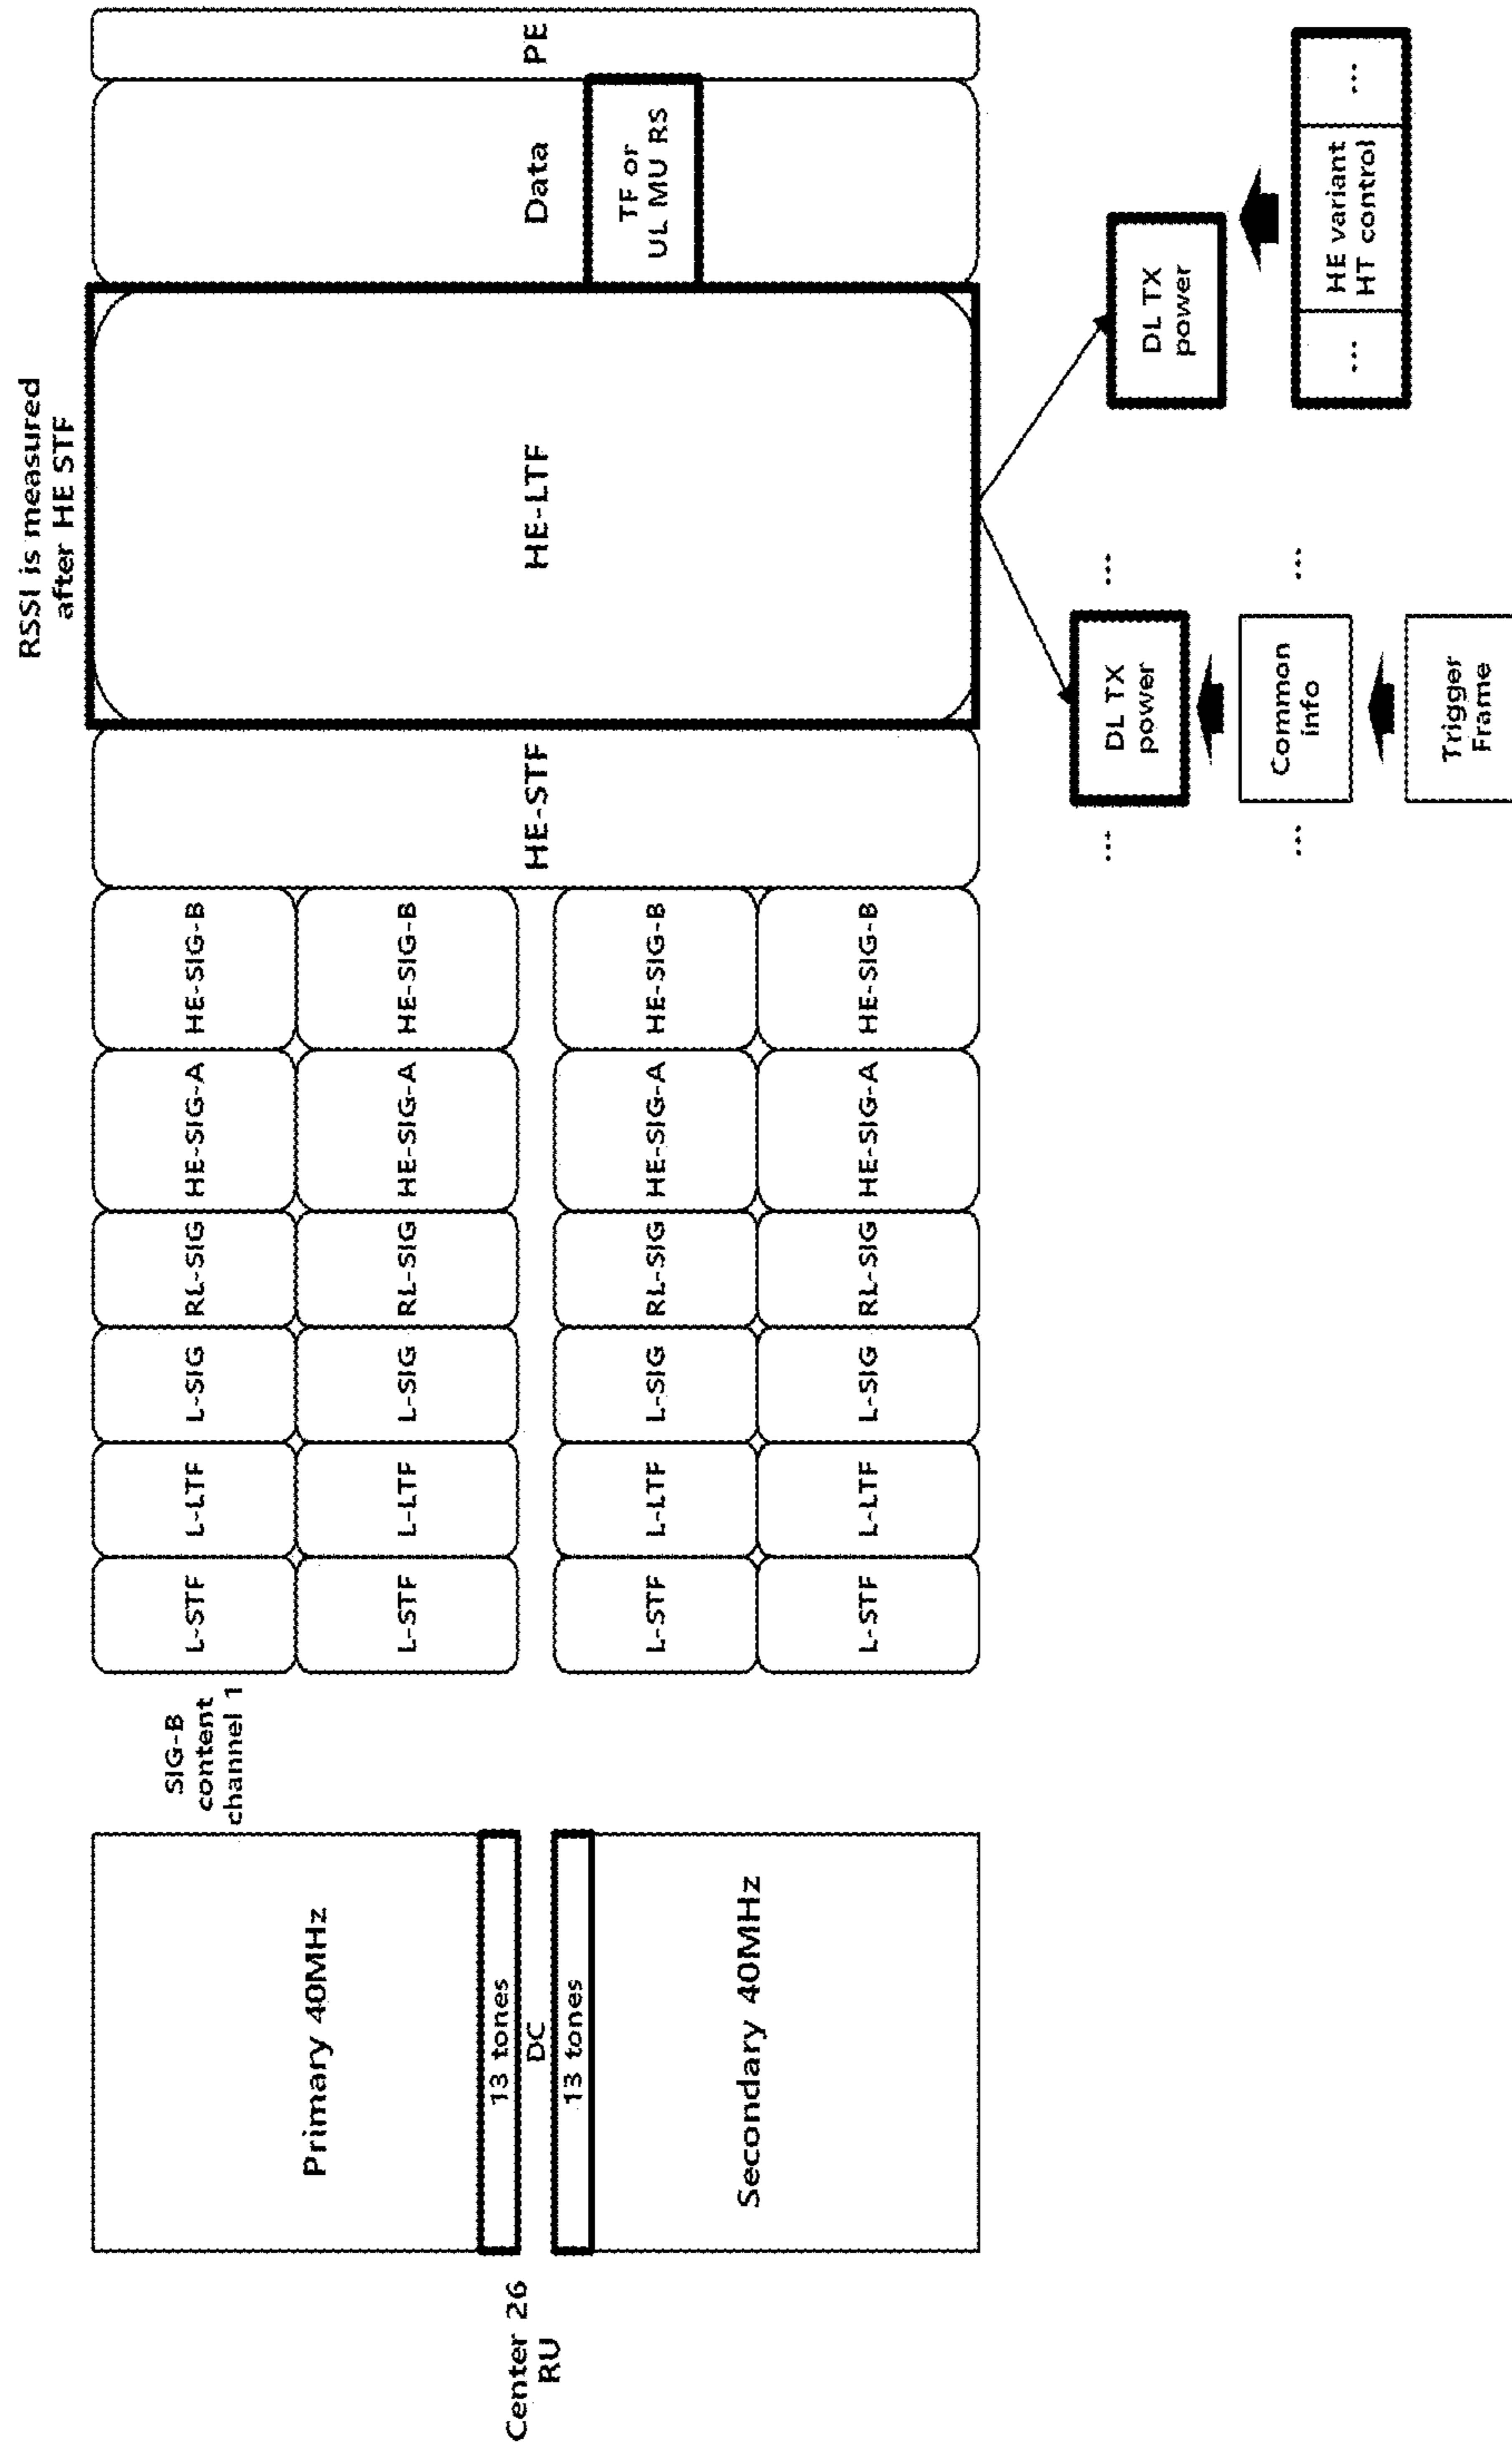 RSSI is measured
after HE STF
SIG-B
content
channel 1
Center 26
RU
Primary 40MHz
13 tones
DC
13 tones
Secondary 40MHz
L-STF
L-LTF
L-SIG
RL-SIG
HE-SIG-A
HE-SIG-B
L-STF
L-LTF
L-SIG
RL-SIG
HE-SIG-A
HE-SIG-B
L-STF
L-LTF
L-SIG
RL-SIG
HE-SIG-A
HE-SIG-B
L-STF
L-LTF
L-SIG
RL-SIG
HE-SIG-A
HE-SIG-B
HE-STF
HE-LTF
Data
TF or
UL MU RS
PE
... DL TX
power ...
DL TX
power
... Common
info ...
... HE variant
HT control ...
Trigger
Frame